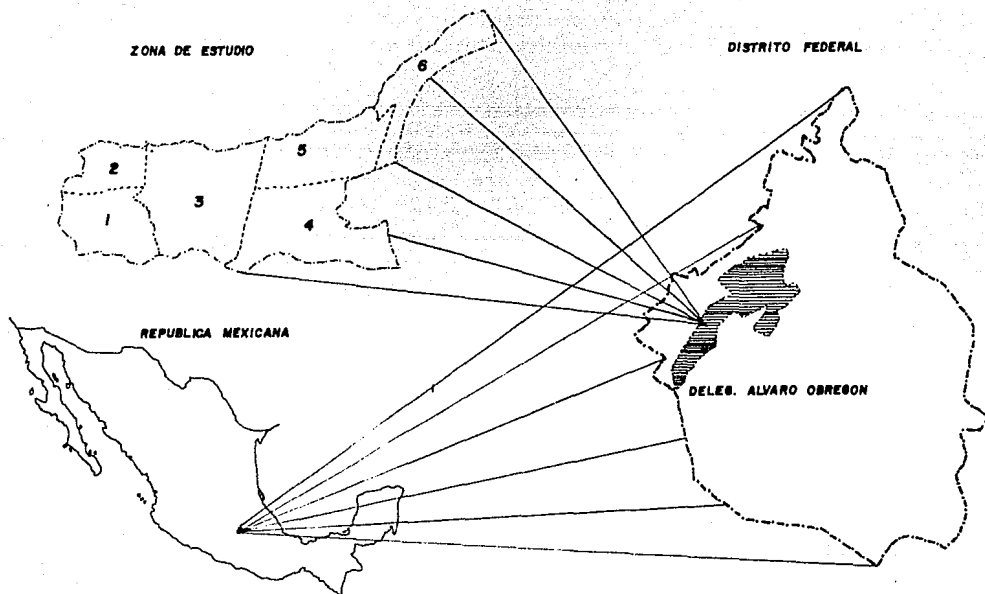 ZONA DE ESTUDIO
DISTRITO FEDERAL
6
5
2
3
1
4
REPUBLICA MEXICANA
DELEG. ALVARO OBREGON